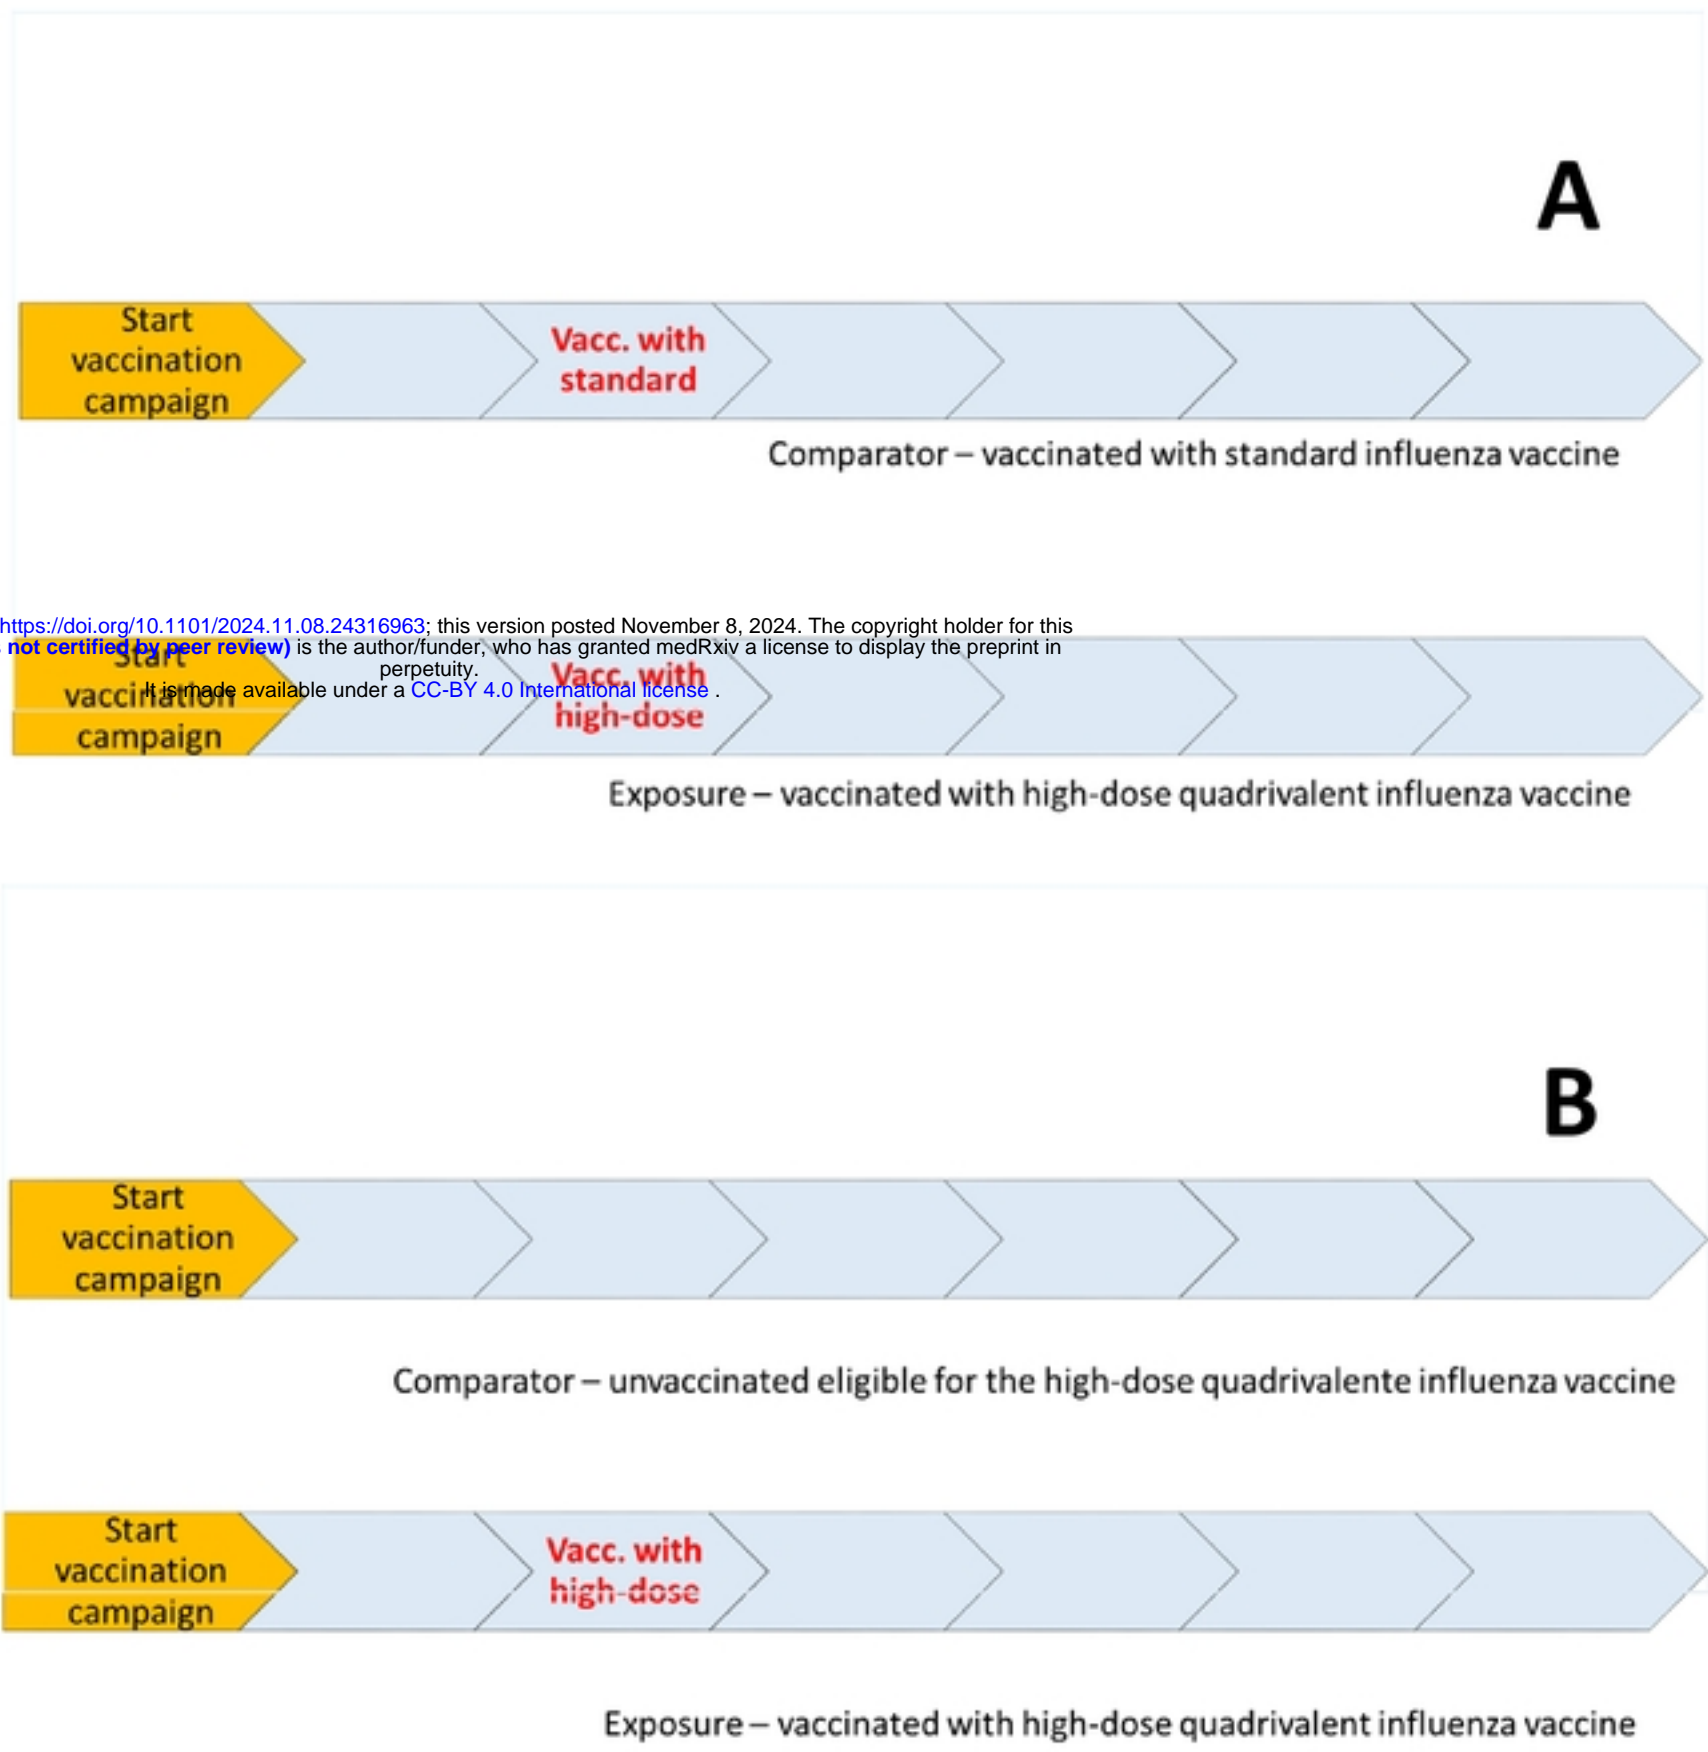 A
Start
vaccination
campaign
Vacc. with
standard
Comparator – vaccinated with standard influenza vaccine
https://doi.org/10.1101/2024.11.08.24316963; this version posted November 8, 2024. The copyright holder for this
not certified by peer review) is the author/funder, who has granted medRxiv a license to display the preprint in
perpetuity.
It is made available under a CC-BY 4.0 International license .
Start
vaccination
campaign
Vacc. with
high-dose
Exposure – vaccinated with high-dose quadrivalent influenza vaccine
B
Start
vaccination
campaign
Comparator – unvaccinated eligible for the high-dose quadrivalente influenza vaccine
Start
vaccination
campaign
Vacc. with
high-dose
Exposure – vaccinated with high-dose quadrivalent influenza vaccine